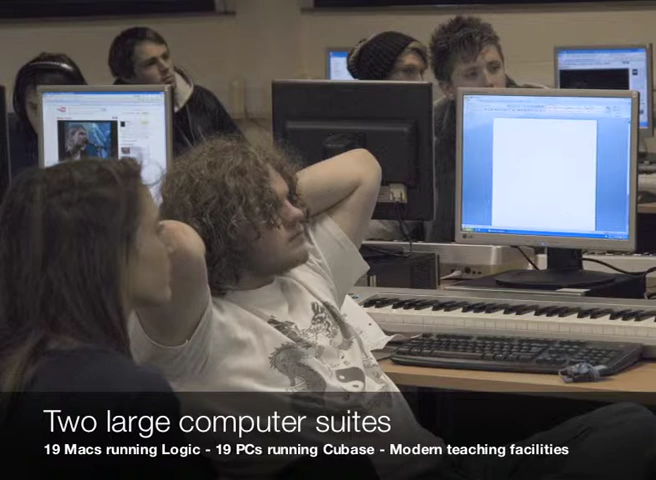 Two large computer suites
19 Macs running Logic - 19 PCs running Cubase - Modern teaching facilities